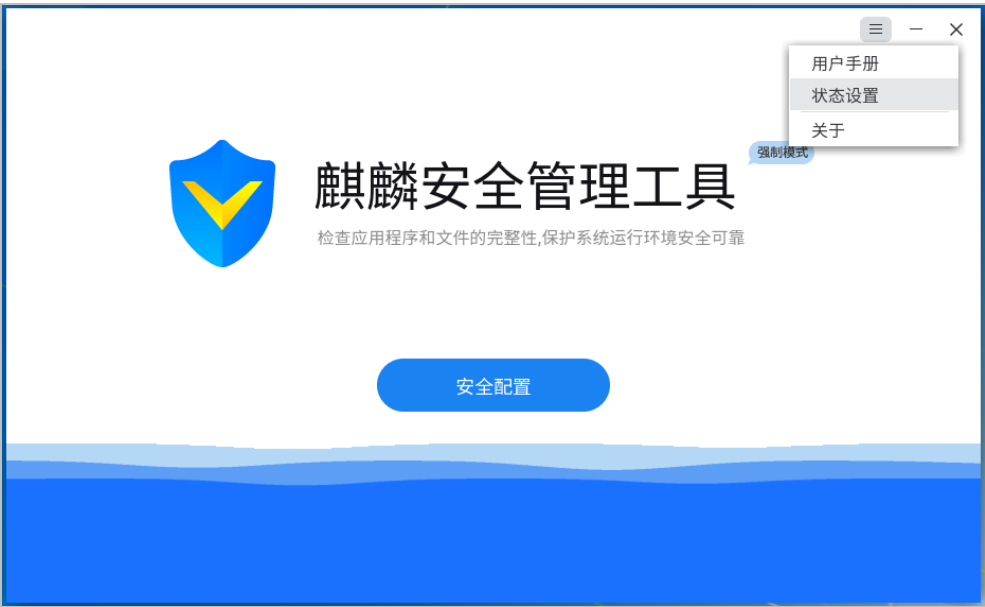 用户手册
状态设置
关于
强制模式
麒麟安全管理工具
检查应用程序和文件的完整性,保护系统运行环境安全可靠
安全配置